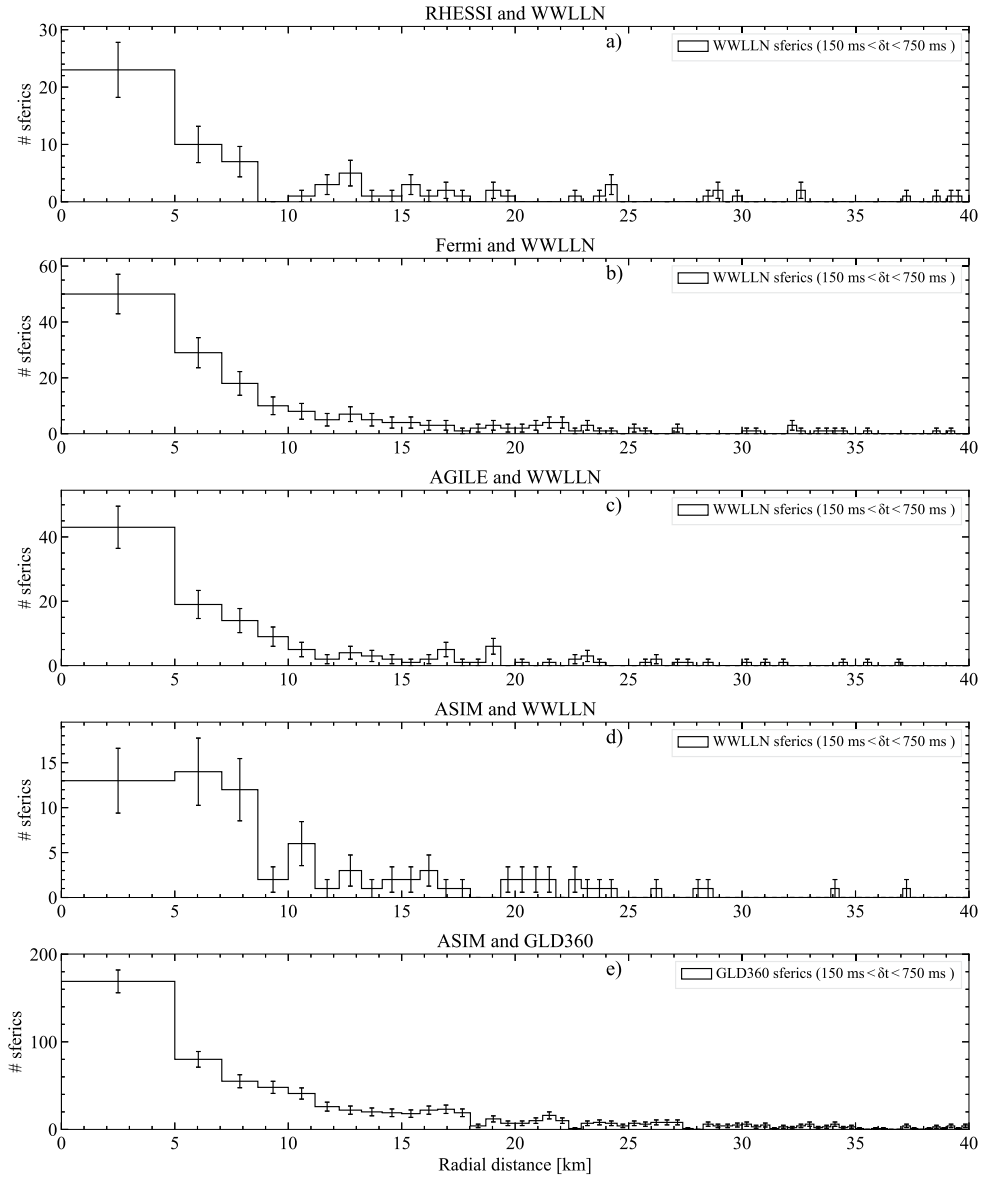 RHESSI and WWLLN
a)
WWLLN sferics (150 ms < δt < 750 ms )
# sferics
30
20
10
0
0 5 10 15 20 25 30 35 40
Fermi and WWLLN
b)
WWLLN sferics (150 ms < δt < 750 ms )
# sferics
60
40
20
0
0 5 10 15 20 25 30 35 40
AGILE and WWLLN
c)
WWLLN sferics (150 ms < δt < 750 ms )
# sferics
40
20
0
0 5 10 15 20 25 30 35 40
ASIM and WWLLN
d)
WWLLN sferics (150 ms < δt < 750 ms )
# sferics
15
10
5
0
0 5 10 15 20 25 30 35 40
ASIM and GLD360
e)
GLD360 sferics (150 ms < δt < 750 ms )
# sferics
200
100
0
0 5 10 15 20 25 30 35 40
Radial distance [km]